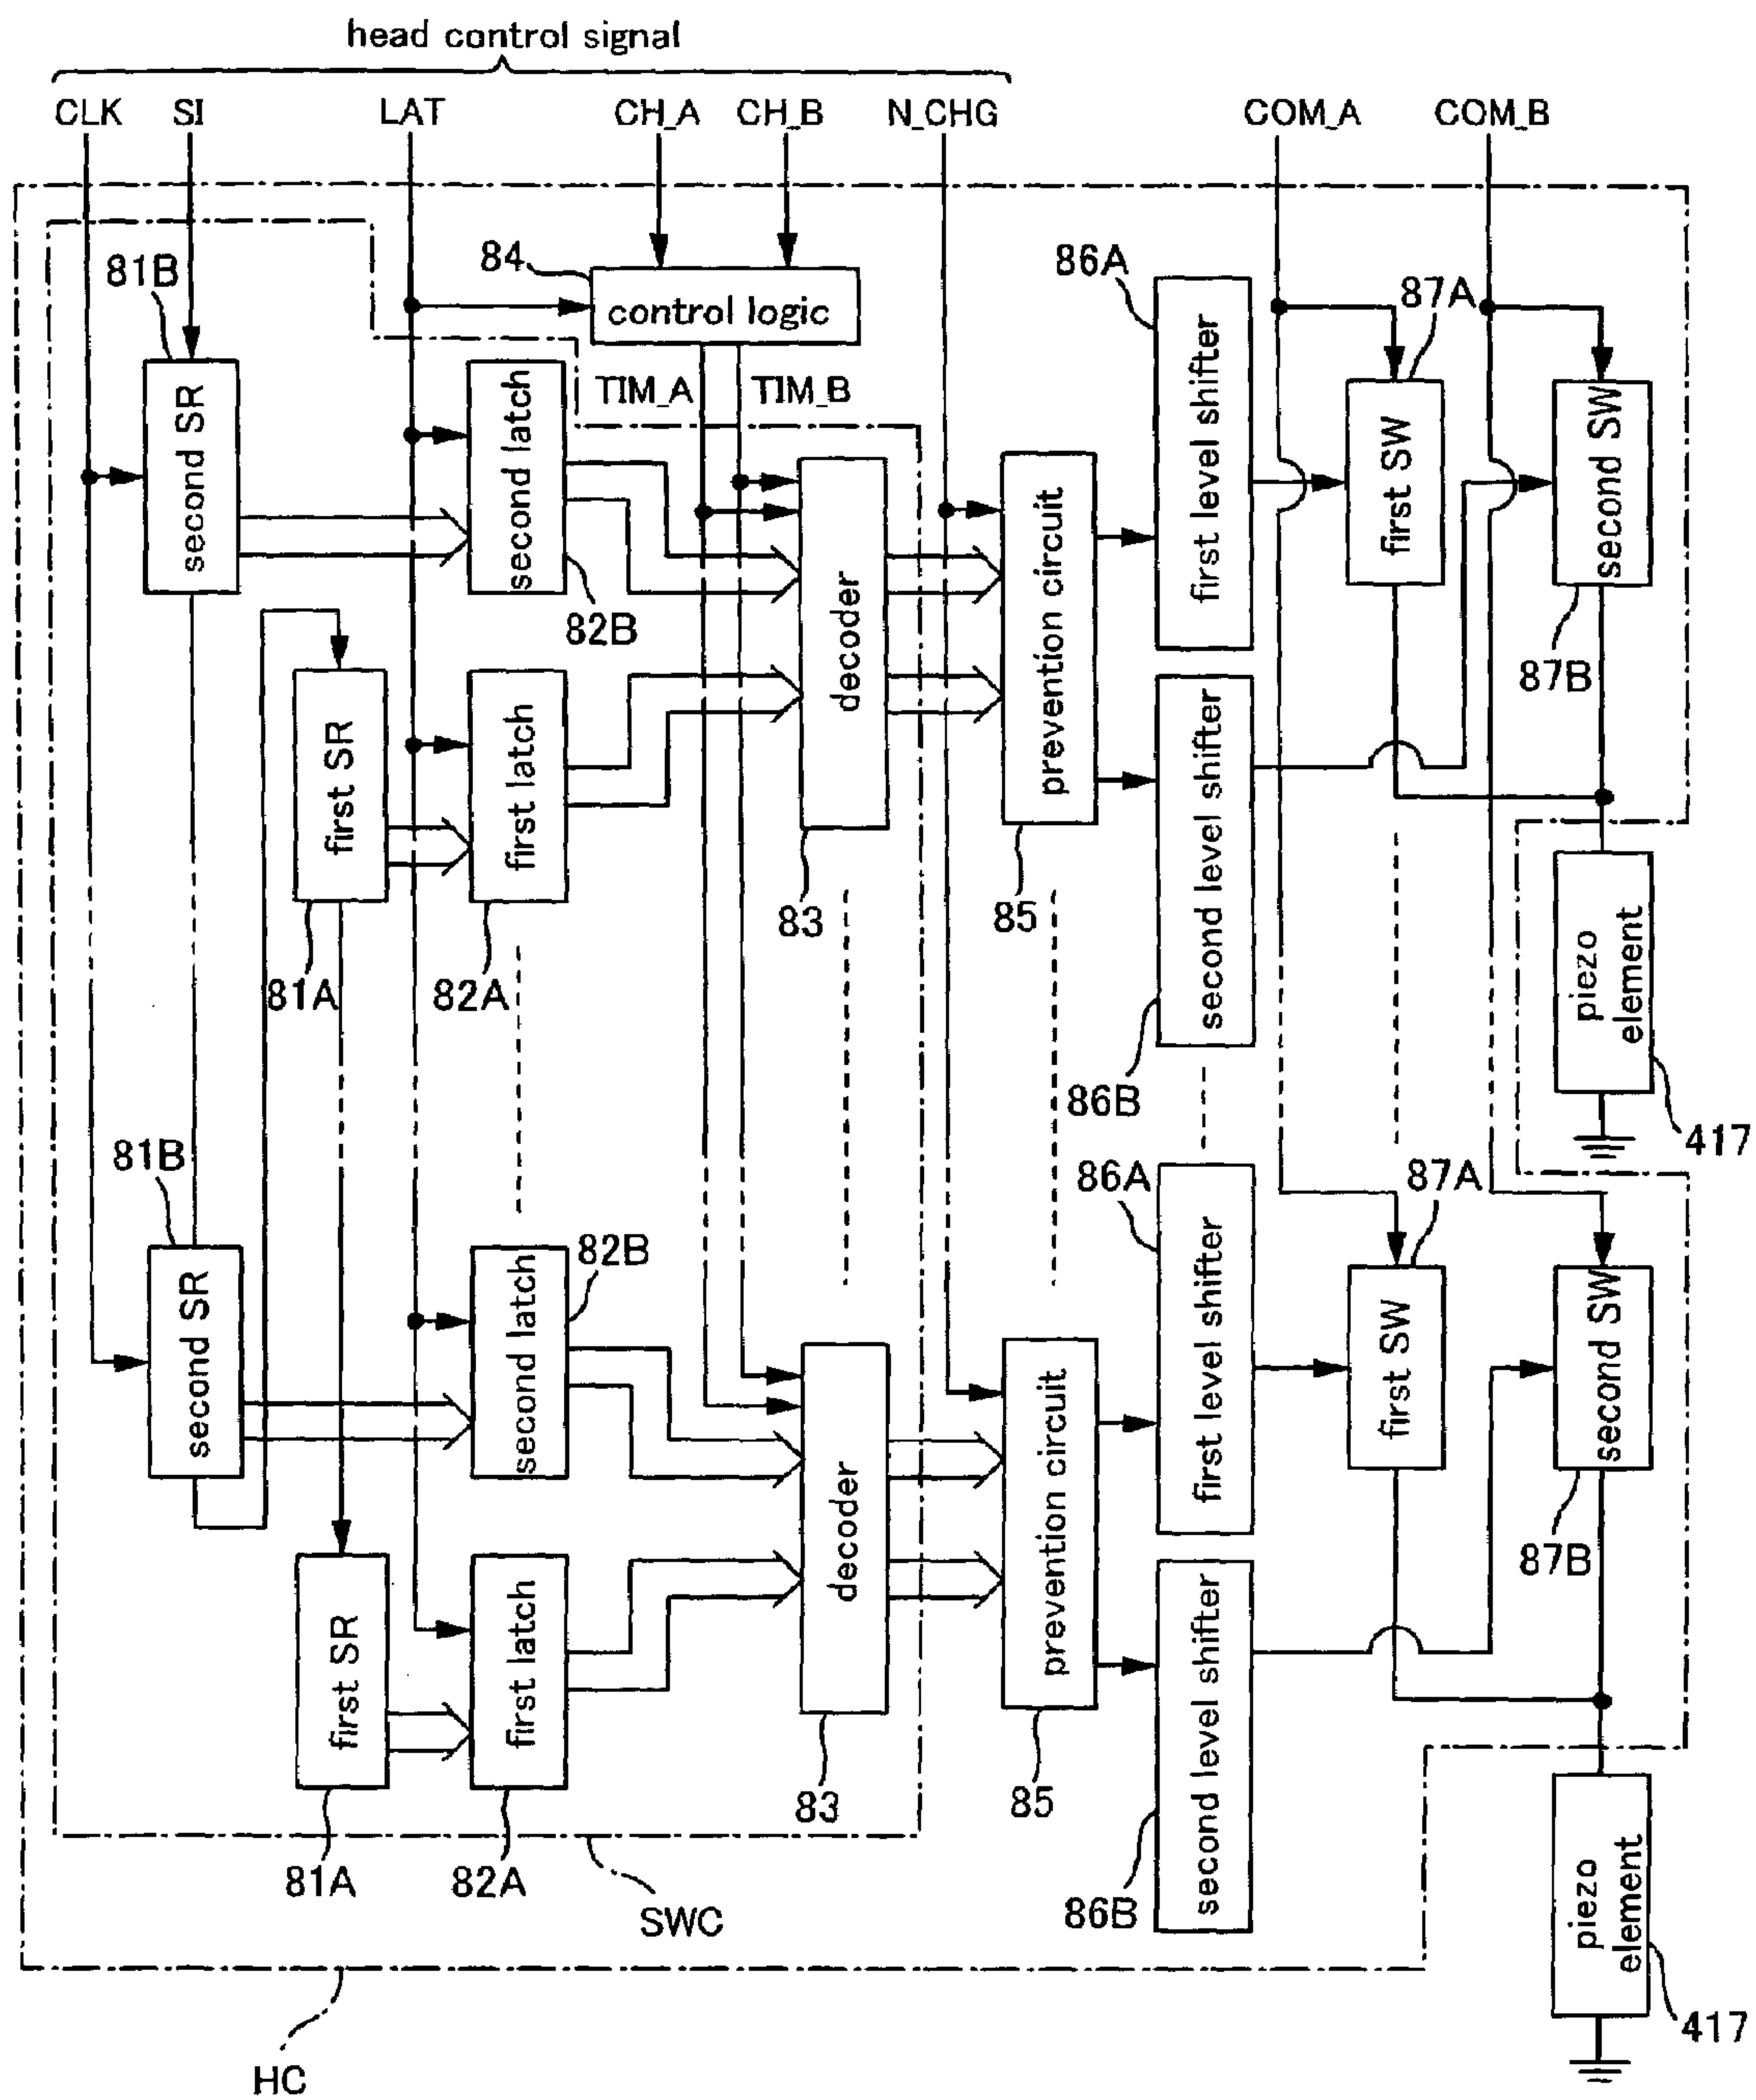 head control signal
CLK SI LAT CH_A CH_B N_CHG COM_A COM_B
84
control logic
81B
86A
87A
TIM_A TIM_B
second SR
second latch
82B
decoder
prevention circuit
first level shifter
first SW
second SW
87B
first SR
first latch
second level shifter
83
85
81A
82A
86B
piezo element
417
81B
86A
87A
second SR
second latch
82B
decoder
prevention circuit
first level shifter
first SW
second SW
87B
first SR
first latch
second level shifter
83
85
81A
82A
86B
SWC
piezo element
417
HC